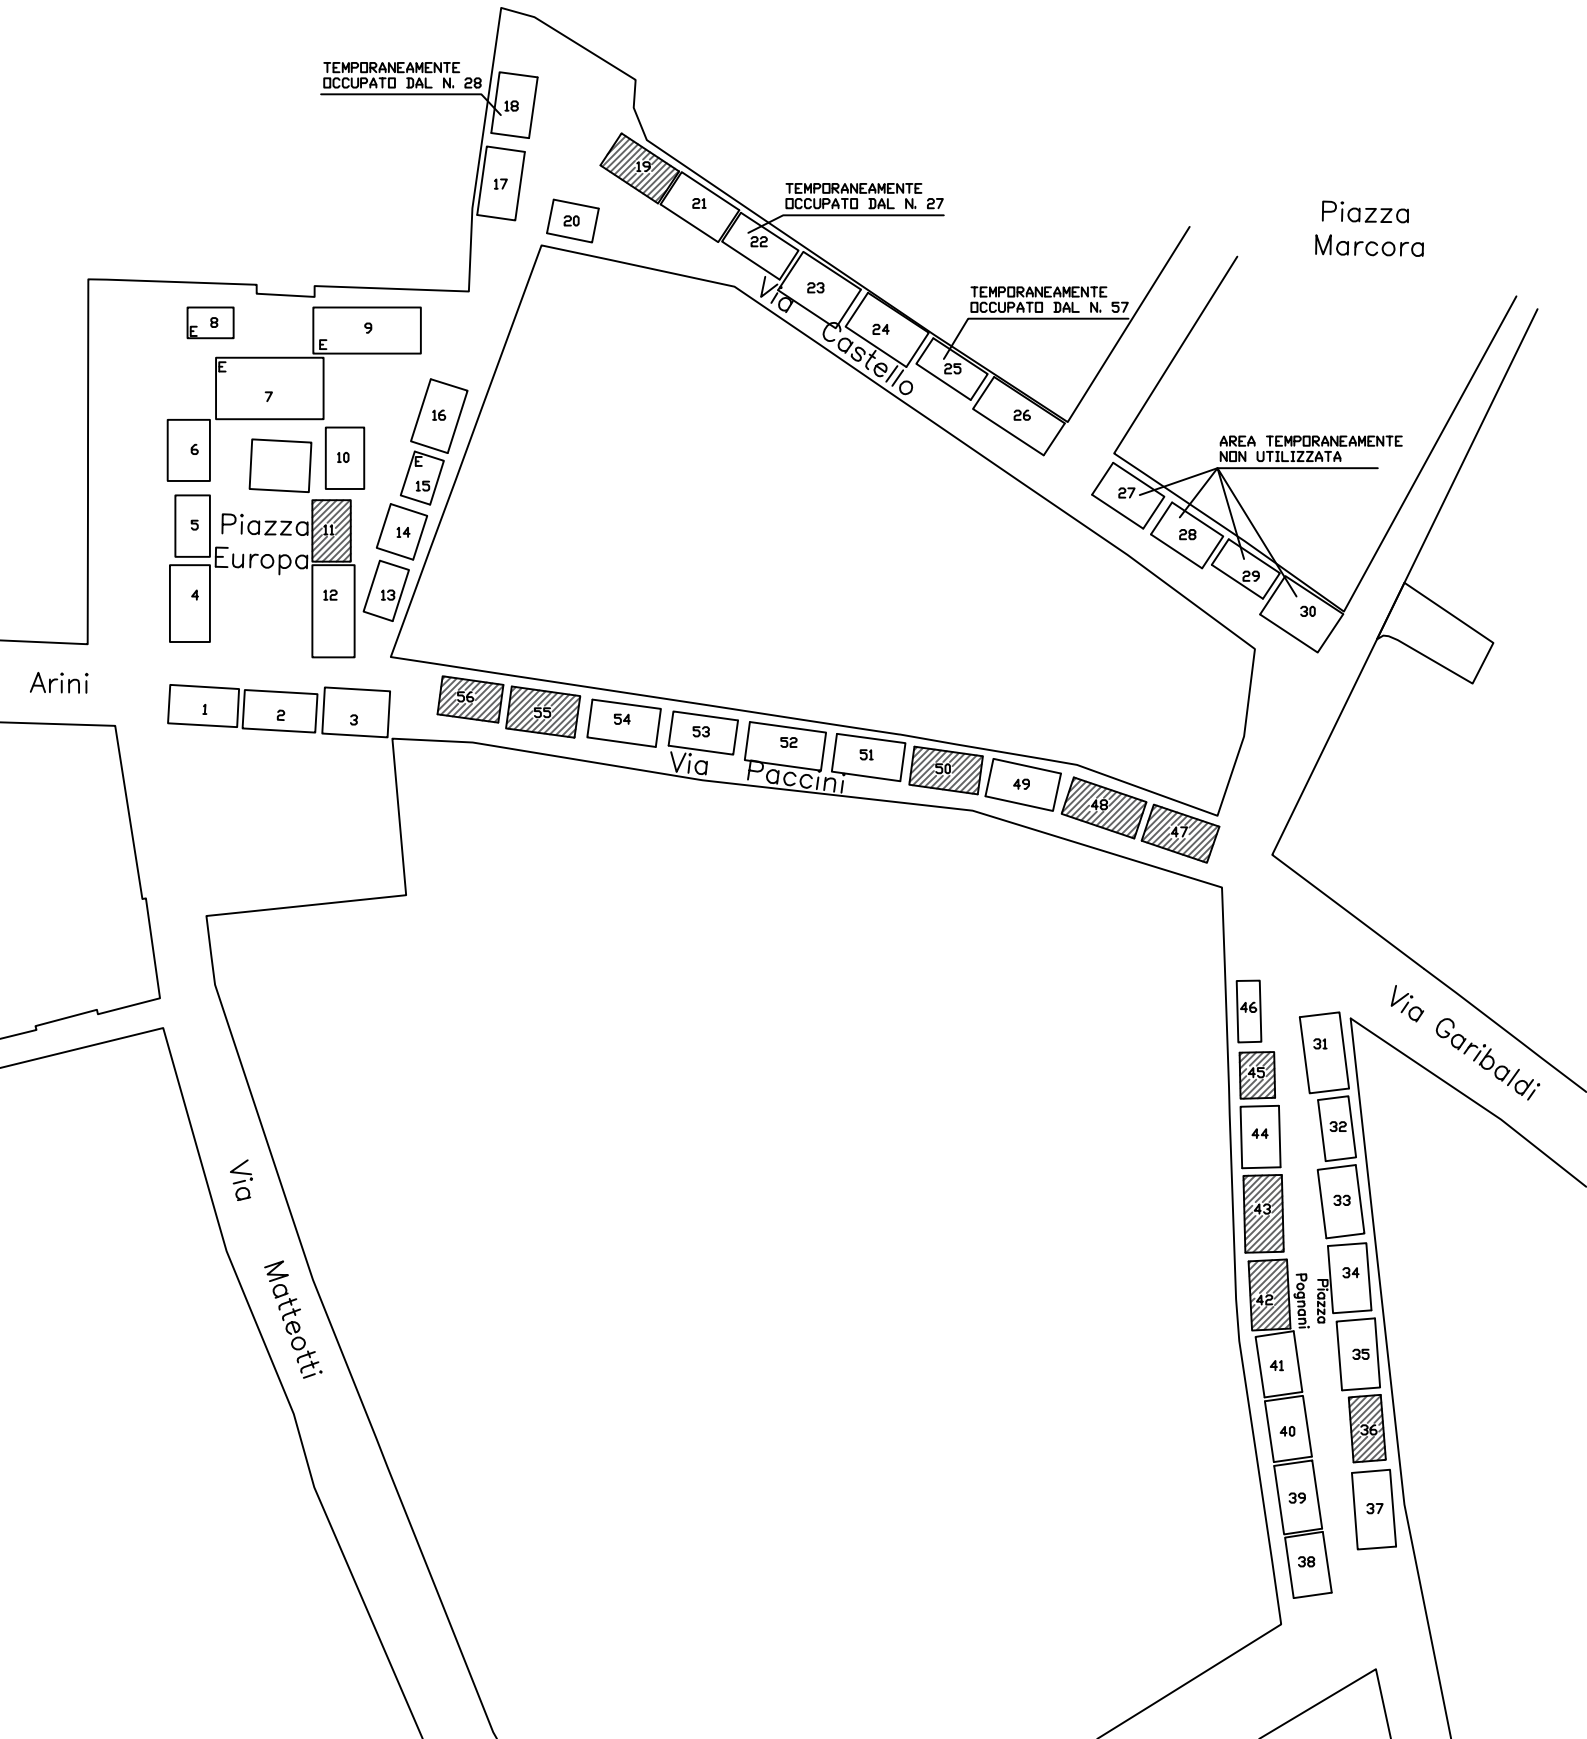 TEMPORANEAMENTE
OCCUPATO DAL N. 28
18
17
19
20
21
TEMPORANEAMENTE
OCCUPATO DAL N. 27
22
23
24
TEMPORANEAMENTE
OCCUPATO DAL N. 57
25
26
Via Castello
Piazza
Marcora
AREA TEMPORANEAMENTE
NON UTILIZZATA
27
28
29
30
8
E
9
E
E
7
6
10
16
E
15
5
11
14
Piazza
Europa
4
12
13
Arini
1
2
3
56
55
54
53
52
51
50
49
48
47
Via Paccini
46
45
44
43
42
41
40
39
38
31
32
33
34
35
36
37
Piazza
Pognani
Via Garibaldi
Via Matteotti